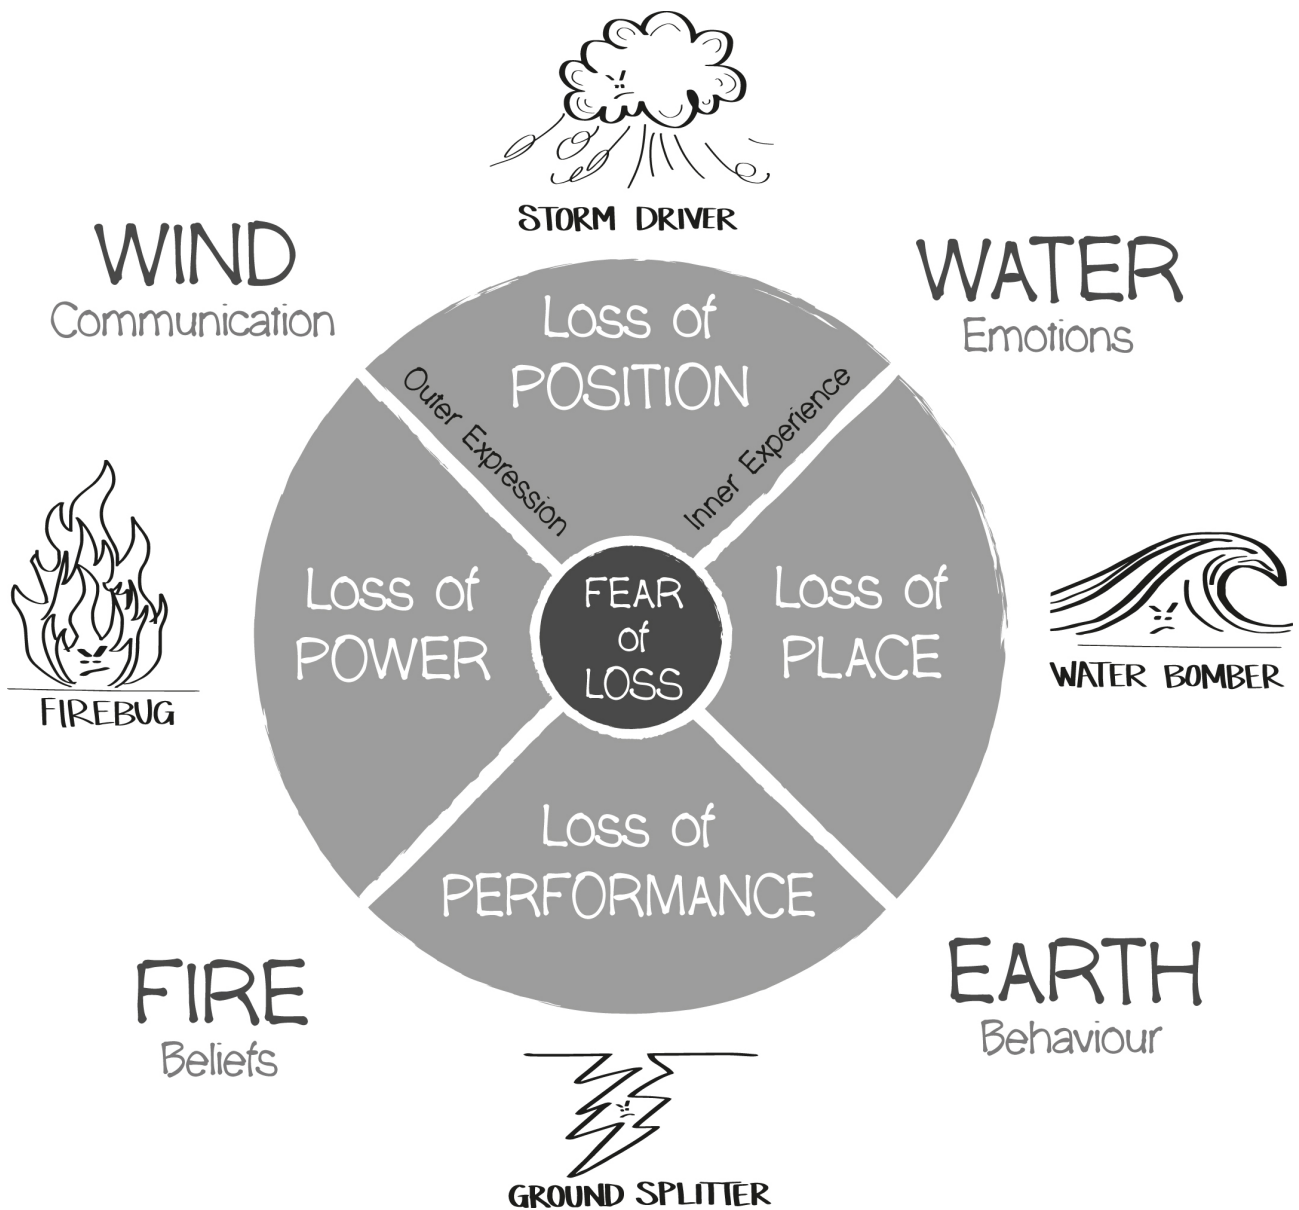 STORM DRIVER
WIND
Communication
WATER
Emotions
Loss of
POSITION
Outer Expression
Inner Experience
Loss of
POWER
FEAR
of
LOSS
Loss of
PLACE
FIREBUG
WATER BOMBER
Loss of
PERFORMANCE
FIRE
Beliefs
EARTH
Behaviour
GROUND SPLITTER